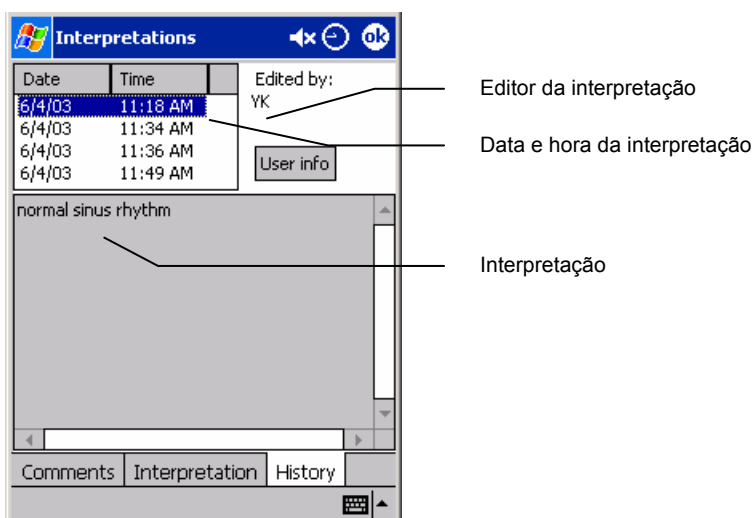 Interpretations ok
Date Time Edited by:
6/4/03 11:18 AM YK
6/4/03 11:34 AM
6/4/03 11:36 AM
6/4/03 11:49 AM
User info
normal sinus rhythm
Comments Interpretation History
Editor da interpretação
Data e hora da interpretação
Interpretação